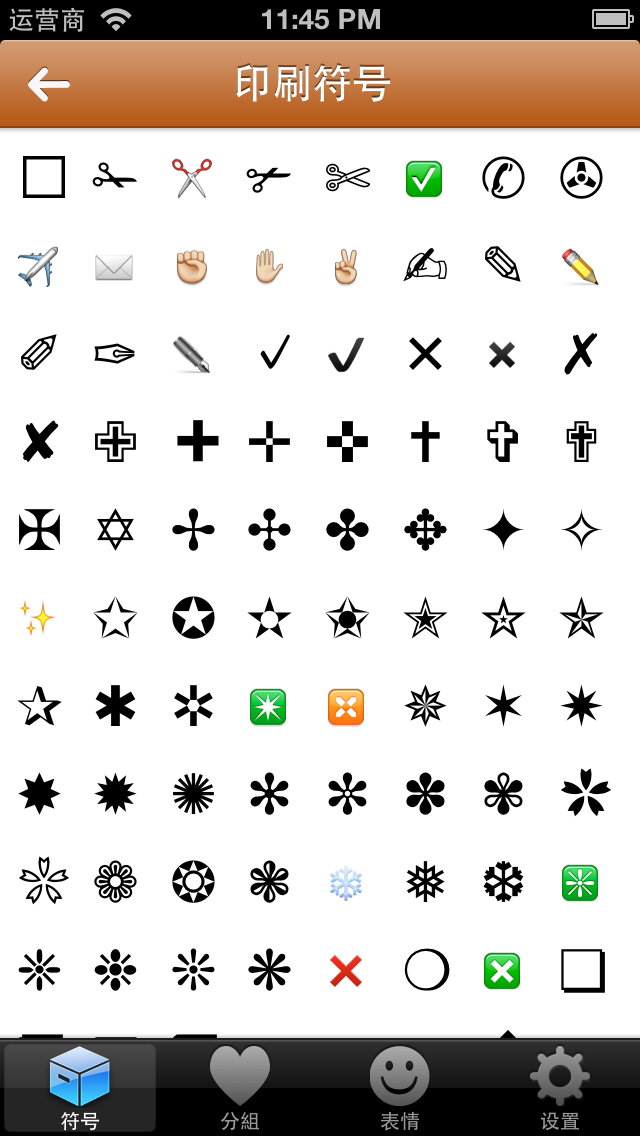 运营商 11:45 PM
印刷符号
□ ✁ ✂ ✃ ✄ ✅ ✆ ✇
✈ ✉ ✊ ✋ ✌ ✍ ✎ ✏
✐ ✑ ✒ ✓ ✔ ✕ ✖ ✗
✘ ✙ ✚ ✛ ✜ ✝ ✞ ✟
✠ ✡ ✢ ✣ ✤ ✥ ✦ ✧
✨ ✩ ✪ ✫ ✬ ✭ ✮ ✯
✰ ✱ ✲ ✳ ✴ ✵ ✶ ✷
✸ ✹ ✺ ✻ ✼ ✽ ✾ ✿
❀ ❁ ❂ ❃ ❄ ❅ ❆ ❇
❈ ❉ ❊ ❋ ❌ ❍ ❎ ❏
符号 分組 表情 设置